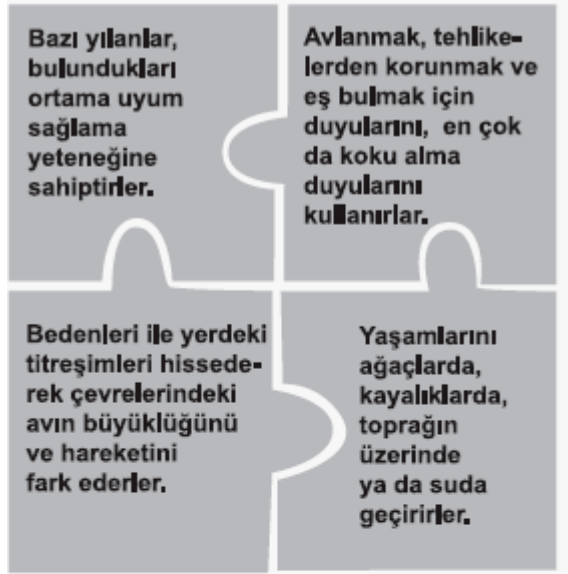 Bazı yılanlar,
bulundukları
ortama uyum
sağlama
yeteneğine
sahiptirler.
Avlanmak, tehlike-
lerden korunmak ve
eş bulmak için
duyularını, en çok
da koku alma
duyularını
kullanırlar.
Bedenleri ile yerdeki
titreşimleri hissede-
rek çevrelerindeki
avın büyüklüğünü
ve hareketini
fark ederler.
Yaşamlarını
ağaçlarda,
kayalıklarda,
toprağın
üzerinde
ya da suda
geçirirler.